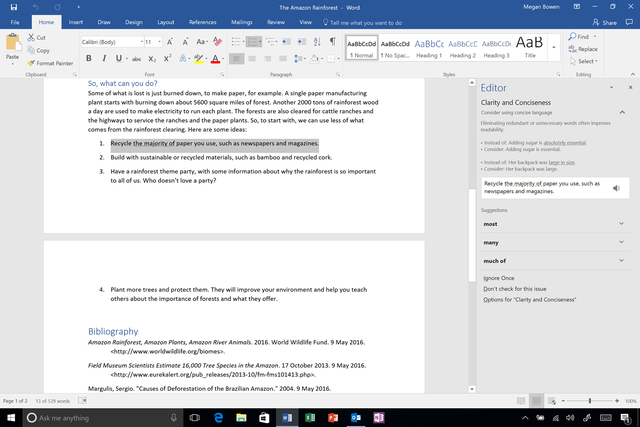 The Amazon Rainforest - Word
Megan Bowen
File Home Insert Draw Design Layout References Mailings Review View Tell me what you want to do Share
Paste Cut Copy Format Painter
Calibri (Body) 11
Clipboard Font Paragraph Styles Editing
AaBbCcDd AaBbCcDd AaBbCc AaBbCcC AaBbCcD AaB
1 Normal 1 No Spac... Heading 1 Heading 2 Heading 3 Title
Find
Replace
Select
So, what can you do?
Some of what is lost is just burned down, to make paper, for example. A single paper manufacturing
plant starts with burning down about 5600 square miles of forest. Another 2000 tons of rainforest wood
a day are used to make electricity to run each plant. The forests are also cleared for cattle ranches and
the highways to service the ranches and the paper plants. So, to start with, we can use less of what
comes from the rainforest clearing. Here are some ideas:
1. Recycle the majority of paper you use, such as newspapers and magazines.
2. Build with sustainable or recycled materials, such as bamboo and recycled cork.
3. Have a rainforest theme party, with some information about why the rainforest is so important
to all of us. Who doesn't love a party?
4. Plant more trees and protect them. They will improve your environment and help you teach
others about the importance of forests and what they offer.
Bibliography
Amazon Rainforest, Amazon Plants, Amazon River Animals. 2016. World Wildlife Fund. 9 May 2016.
<http://www.worldwildlife.org/biomes>.
Field Museum Scientists Estimate 16,000 Tree Species in the Amazon. 17 October 2013. 9 May 2016.
<http://www.eurekalert.org/pub_releases/2013-10/fm-fms101413.php>.
Margulis, Sergio. "Causes of Deforestation of the Brazilian Amazon." 2004. 9 May 2016.
Editor
Clarity and Conciseness
Consider using concise language
Eliminating redundant or unnecessary words often improves
readability.
• Instead of: Adding sugar is absolutely essential.
• Consider: Adding sugar is essential.
• Instead of: Her backpack was large in size.
• Consider: Her backpack was large.
Recycle the majority of paper you use, such as
newspapers and magazines.
Suggestions
most
many
much of
Ignore Once
Don't check for this issue
Options for "Clarity and Conciseness"
Page 1 of 2 13 of 539 words
100%
Ask me anything